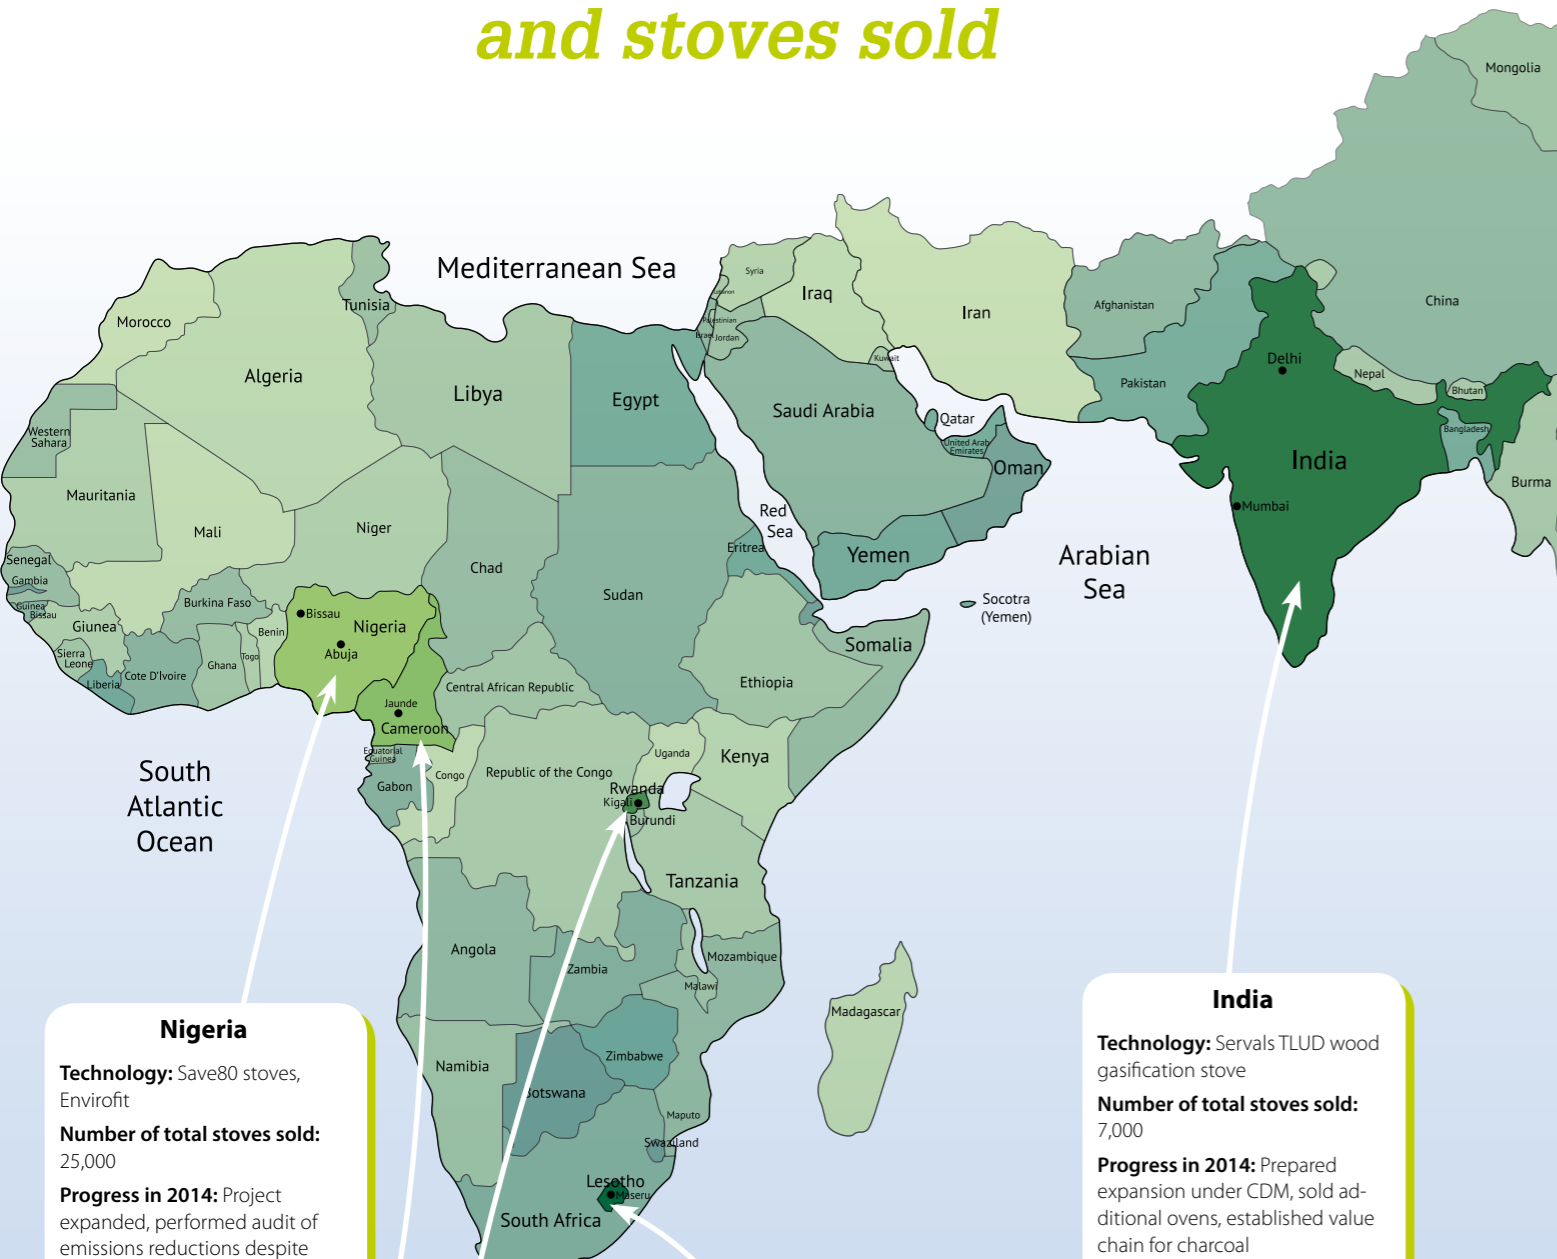 and stoves sold
Mongolia
Mediterranean Sea
Syria
Lebanon
Iraq
Iran
Afghanistan
China
Tunisia
Morocco
Palestinian
Israel
Jordan
Kuwait
Delhi
Nepal
Bhutan
Algeria
Libya
Egypt
Saudi Arabia
Pakistan
Qatar
United Arab
Emirates
Oman
Bangladesh
India
Burma
Western
Sahara
Mauritania
Mali
Niger
Chad
Red
Sea
Mumbai
Eritrea
Yemen
Arabian
Sea
Senegal
Gambia
Guinea
Bissau
Giunea
Burkina Faso
Bissau
Nigeria
Sudan
Socotra
(Yemen)
Somalia
Benin
Abuja
Sierra
Leone
Liberia
Cote D'Ivoire
Ghana
Togo
Central African Republic
Ethiopia
Jaunde
Cameroon
Equatorial
Guinea
Gabon
Congo
Republic of the Congo
Uganda
Kenya
Rwanda
Kigali
Burundi
South
Atlantic
Ocean
Tanzania
Angola
Zambia
Mozambique
Malawi
Madagascar
Namibia
Zimbabwe
Botswana
Maputo
Swaziland
Lesotho
Maseru
South Africa
Nigeria
Technology: Save80 stoves,
Envirofit
Number of total stoves sold:
25,000
Progress in 2014: Project
expanded, performed audit of
emissions reductions despite
India
Technology: Servals TLUD wood
gasification stove
Number of total stoves sold:
7,000
Progress in 2014: Prepared
expansion under CDM, sold ad-
ditional ovens, established value
chain for charcoal